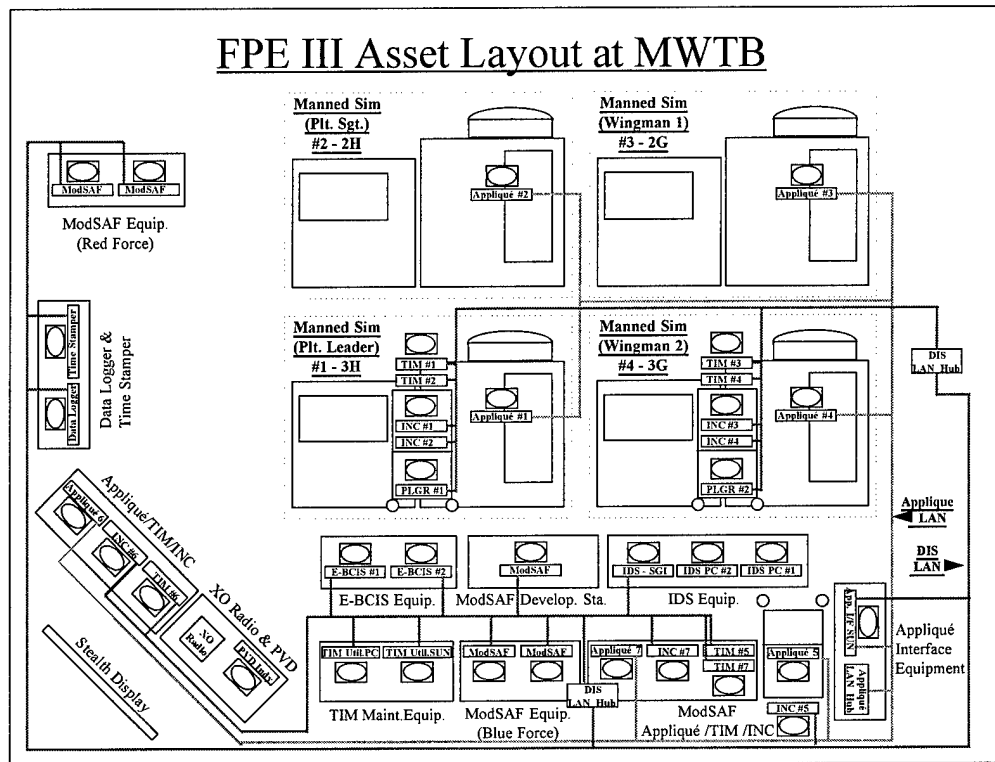 FPE III Asset Layout at MWTB
Manned Sim
(Plt. Sgt.)
#2 - 2H
Appliqué #2
Manned Sim
(Wingman 1)
#3 - 2G
Appliqué #3
ModSAF
ModSAF
ModSAF Equip.
(Red Force)
Time Stamper
Data Logger
Data Logger &
Time Stamper
Manned Sim
(Plt. Leader)
#1 - 3H
TIM #1
TIM #2
INC #1
INC #2
PLGR #1
Appliqué #1
Manned Sim
(Wingman 2)
#4 - 3G
TIM #3
TIM #4
INC #3
INC #4
PLGR #2
Appliqué #4
DIS
LAN Hub
Applique
LAN
DIS
LAN
Appliqué/TIM/INC
Appliqué 6
INC #6
TIM #6
XO Radio & PVD
XO
Radio
Stealth Display
E-BCIS #1
E-BCIS #2
E-BCIS Equip.
ModSAF
ModSAF Develop. Sta.
IDS - SGI
IDS PC #2
IDS PC #1
IDS Equip.
TIM Util.PC
TIM Util.SUN
TIM Maint.Equip.
ModSAF
ModSAF
ModSAF Equip.
(Blue Force)
DIS
LAN Hub
Appliqué 7
INC #7
TIM #5
TIM #7
ModSAF
Appliqué /TIM /INC
Appliqué 5
INC #5
App. I/F SUN
Appliqué
LAN Hub
Appliqué
Interface
Equipment